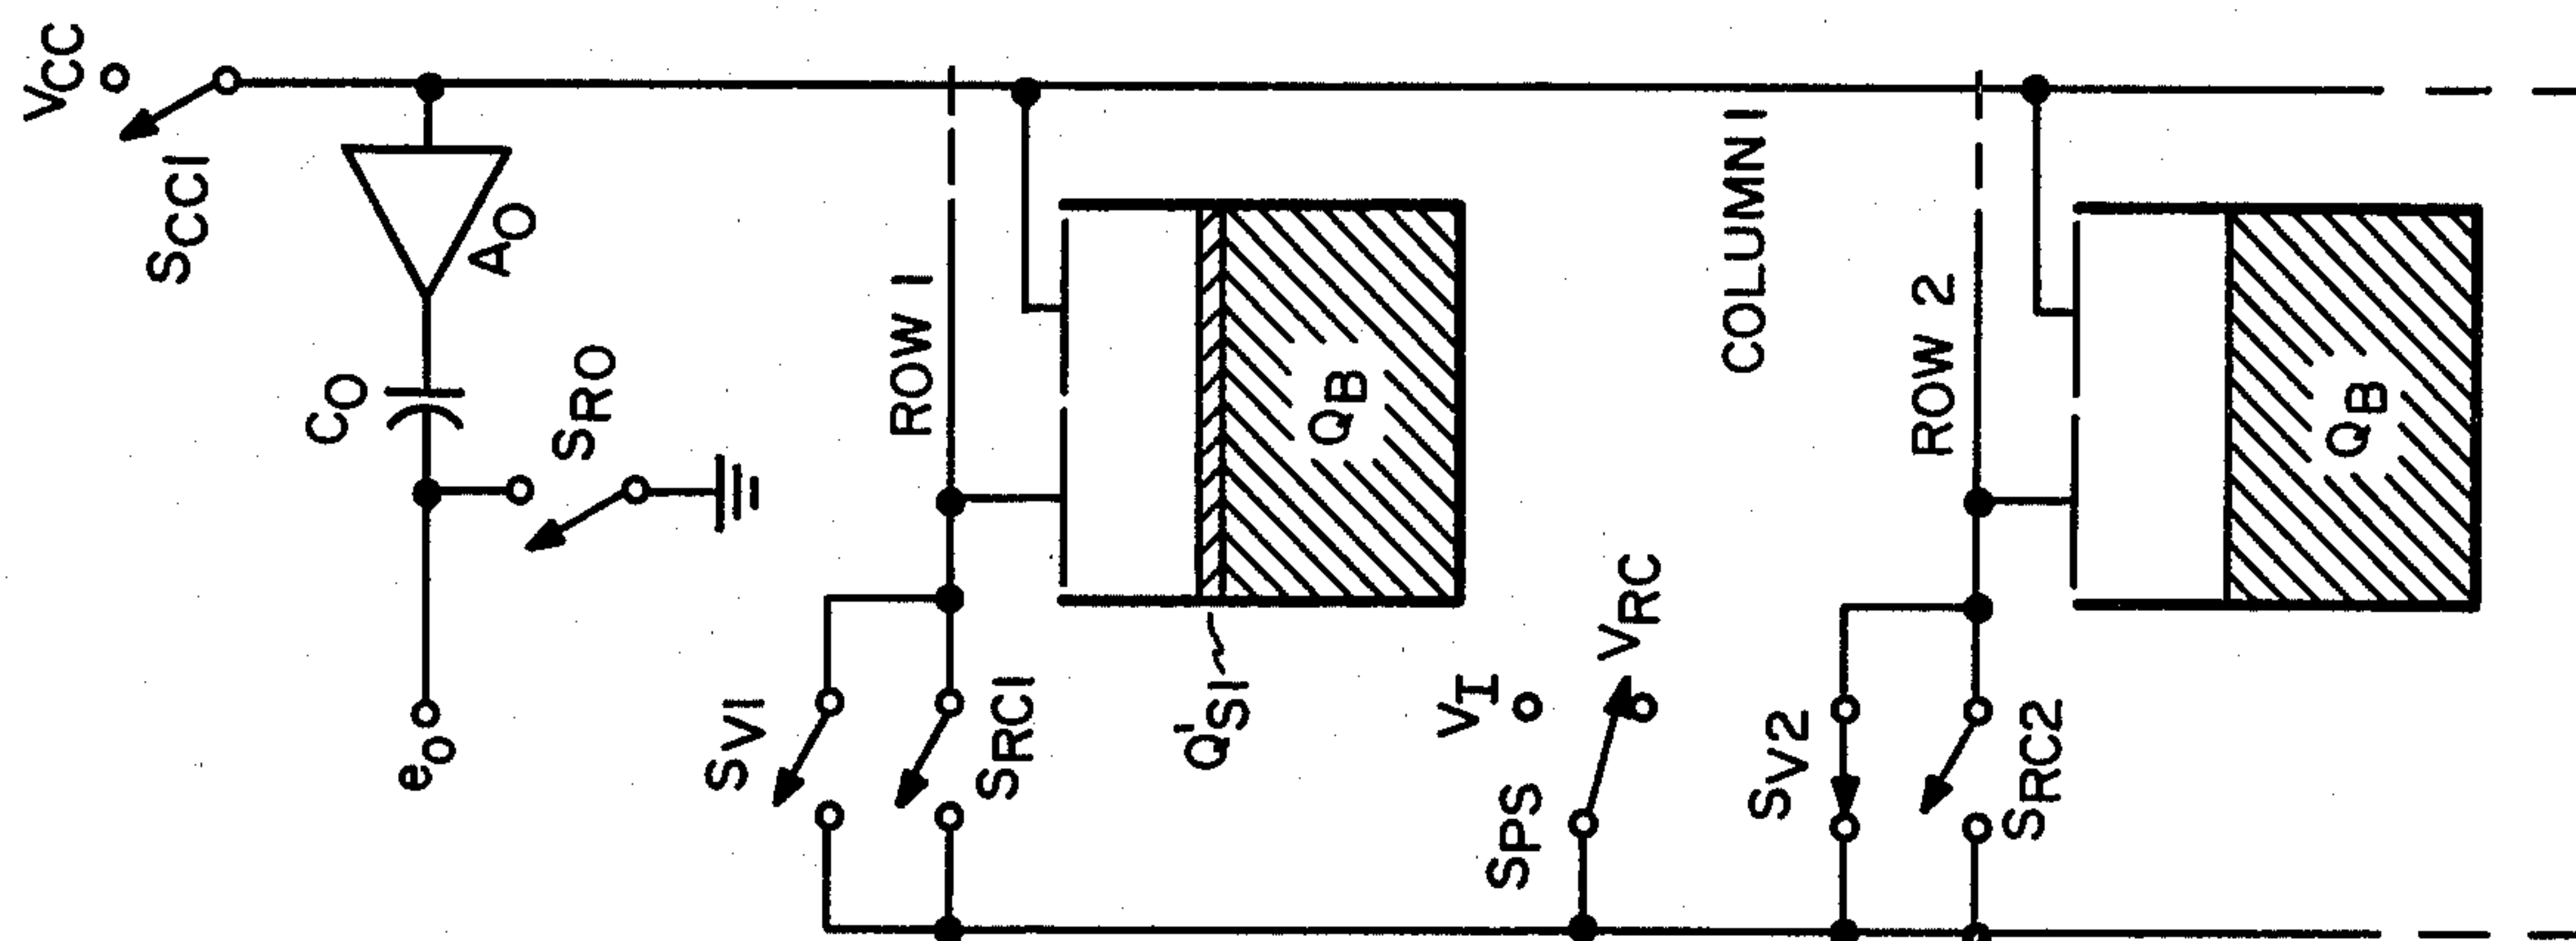 VCC
SCC1
AO
CO
SRO
eo
ROW 1
SV1
SRC1
QB
Q'S1
VI
VRC
SPS
COLUMN 1
ROW 2
SV2
SRC2
QB